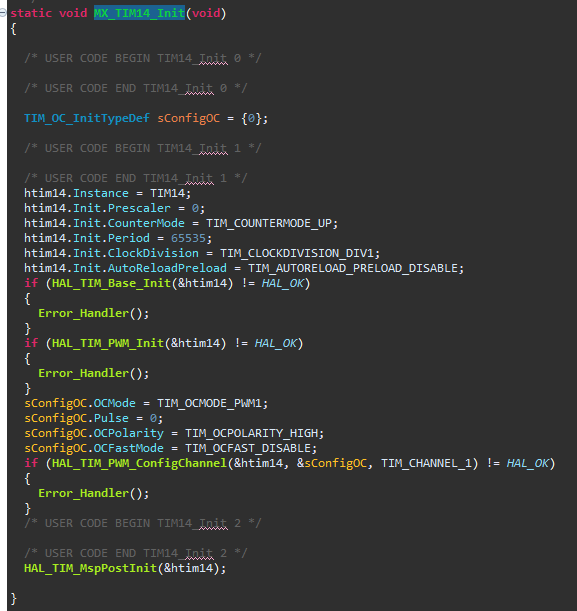 static void MX_TIM14_Init(void)
{
/* USER CODE BEGIN TIM14_Init 0 */
/* USER CODE END TIM14_Init 0 */
TIM_OC_InitTypeDef sConfigOC = {0};
/* USER CODE BEGIN TIM14_Init 1 */
/* USER CODE END TIM14_Init 1 */
htim14.Instance = TIM14;
htim14.Init.Prescaler = 0;
htim14.Init.CounterMode = TIM_COUNTERMODE_UP;
htim14.Init.Period = 65535;
htim14.Init.ClockDivision = TIM_CLOCKDIVISION_DIV1;
htim14.Init.AutoReloadPreload = TIM_AUTORELOAD_PRELOAD_DISABLE;
if (HAL_TIM_Base_Init(&htim14) != HAL_OK)
{
Error_Handler();
}
if (HAL_TIM_PWM_Init(&htim14) != HAL_OK)
{
Error_Handler();
}
sConfigOC.OCMode = TIM_OCMODE_PWM1;
sConfigOC.Pulse = 0;
sConfigOC.OCPolarity = TIM_OCPOLARITY_HIGH;
sConfigOC.OCFastMode = TIM_OCFAST_DISABLE;
if (HAL_TIM_PWM_ConfigChannel(&htim14, &sConfigOC, TIM_CHANNEL_1) != HAL_OK)
{
Error_Handler();
}
/* USER CODE BEGIN TIM14_Init 2 */
/* USER CODE END TIM14_Init 2 */
HAL_TIM_MspPostInit(&htim14);
}